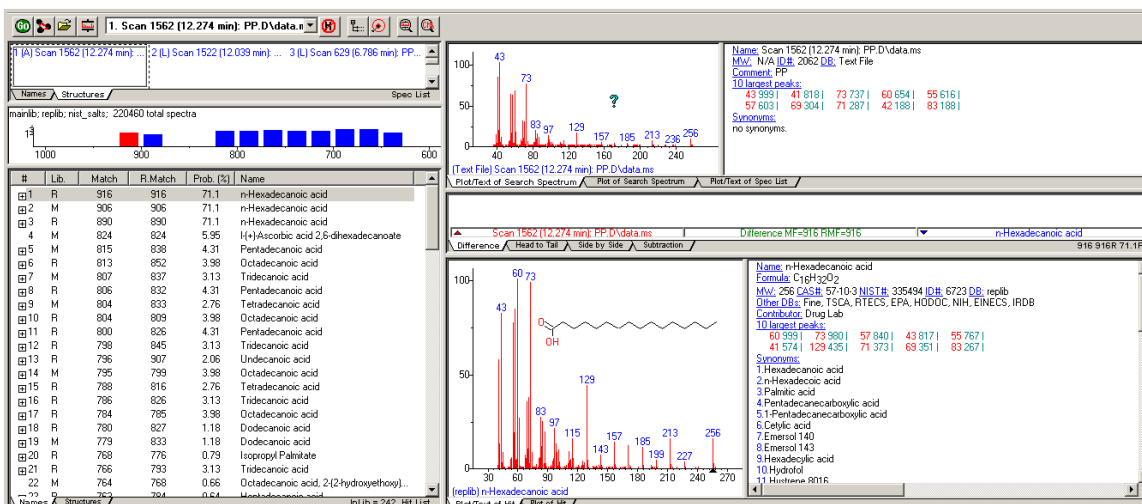 Go 1. Scan 1562 (12.274 min): PP.D\data.m
1 (A) Scan 1562 (12.274 min): ... 2 (L) Scan 1522 (12.039 min): ... 3 (L) Scan 629 (6.786 min): PP...
Names Structures Spec List
mainlib; replib; nist_salts; 220460 total spectra
1000 900 800 700 600
# Lib. Match R.Match Prob. (%) Name
1 R 916 916 71.1 n-Hexadecanoic acid
2 M 906 906 71.1 n-Hexadecanoic acid
3 R 890 890 71.1 n-Hexadecanoic acid
4 M 824 824 5.95 l-(+)-Ascorbic acid 2,6-dihexadecanoate
5 M 815 838 4.31 Pentadecanoic acid
6 R 813 852 3.98 Octadecanoic acid
7 M 807 837 3.13 Tridecanoic acid
8 R 806 832 4.31 Pentadecanoic acid
9 M 804 833 2.76 Tetradecanoic acid
10 R 804 809 3.98 Octadecanoic acid
11 R 800 826 4.31 Pentadecanoic acid
12 R 798 845 3.13 Tridecanoic acid
13 R 796 907 2.06 Undecanoic acid
14 M 795 799 3.98 Octadecanoic acid
15 R 788 816 2.76 Tetradecanoic acid
16 R 786 826 3.13 Tridecanoic acid
17 R 784 785 3.98 Octadecanoic acid
18 R 780 827 1.18 Dodecanoic acid
19 M 779 833 1.18 Dodecanoic acid
20 R 768 776 0.79 Isopropyl Palmitate
21 R 766 793 3.13 Tridecanoic acid
22 M 764 768 0.66 Octadecanoic acid, 2-(2-hydroxyethoxy)...
Names Structures InLib = 242, Hit List
100
50
43
73
83
97
129
157
185
213
236
256
?
40 80 120 160 200 240
(Text File) Scan 1562 (12.274 min): PP.D\data.ms
Plot/Text of Search Spectrum Plot of Search Spectrum Plot/Text of Spec List
Name: Scan 1562 (12.274 min): PP.D\data.ms
MW: N/A ID#: 2062 DB: Text File
Comment: PP
10 largest peaks:
43 999 | 41 818 | 73 737 | 60 654 | 55 616 |
57 603 | 69 304 | 71 287 | 42 188 | 83 188 |
Synonyms:
no synonyms.
Scan 1562 (12.274 min): PP.D\data.ms Difference MF=916 RMF=916 n-Hexadecanoic acid
Difference Head to Tail Side by Side Subtraction 916 916R 71.1P
100
50
43
60
73
83
97
115
129
143
157
185
199
213
227
256
O
OH
30 70 110 150 190 230 270
(replib) n-Hexadecanoic acid
Plot/Text of Hit Plot of Hit
Name: n-Hexadecanoic acid
Formula: C16H32O2
MW: 256 CAS#: 57-10-3 NIST#: 335494 ID#: 6723 DB: replib
Other DBs: Fine, TSCA, RTECS, EPA, HODOC, NIH, EINECS, IRDB
Contributor: Drug Lab
10 largest peaks:
60 999 | 73 980 | 57 840 | 43 817 | 55 767 |
41 574 | 129 435 | 71 373 | 69 351 | 83 267 |
Synonyms:
1.Hexadecanoic acid
2.n-Hexadecoic acid
3.Palmitic acid
4.Pentadecanecarboxylic acid
5.1-Pentadecanecarboxylic acid
6.Cetylic acid
7.Emersol 140
8.Emersol 143
9.Hexadecylic acid
10.Hydrofol
11.Hystrene 8016